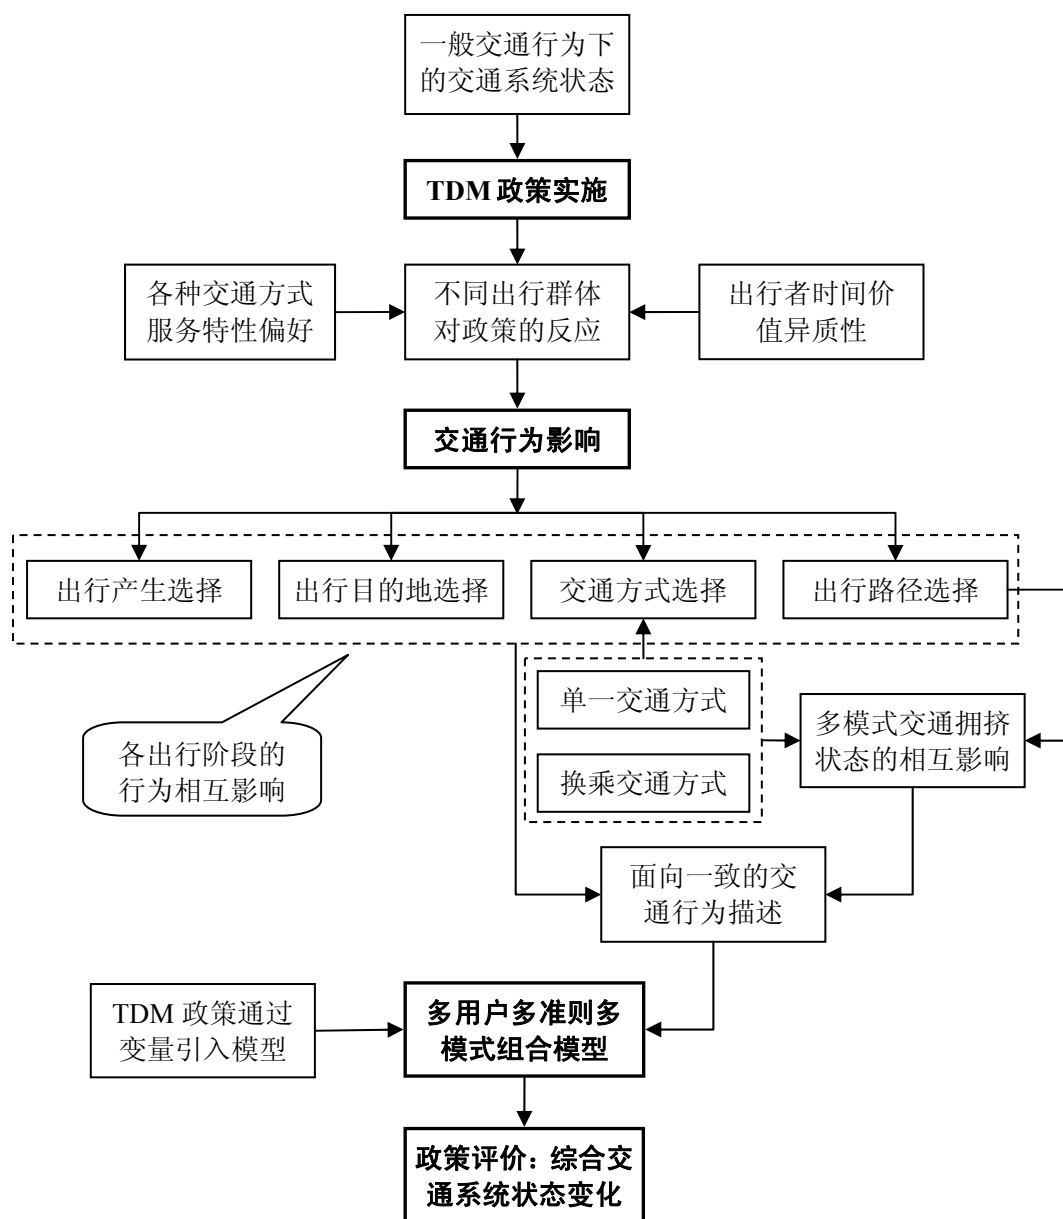 一般交通行为下
的交通系统状态
TDM 政策实施
各种交通方式
服务特性偏好
不同出行群体
对政策的反应
出行者时间价
值异质性
交通行为影响
出行产生选择
出行目的地选择
交通方式选择
出行路径选择
单一交通方式
换乘交通方式
多模式交通拥挤
状态的相互影响
各出行阶段的
行为相互影响
面向一致的交
通行为描述
TDM 政策通过
变量引入模型
多用户多准则多
模式组合模型
政策评价：综合交
通系统状态变化